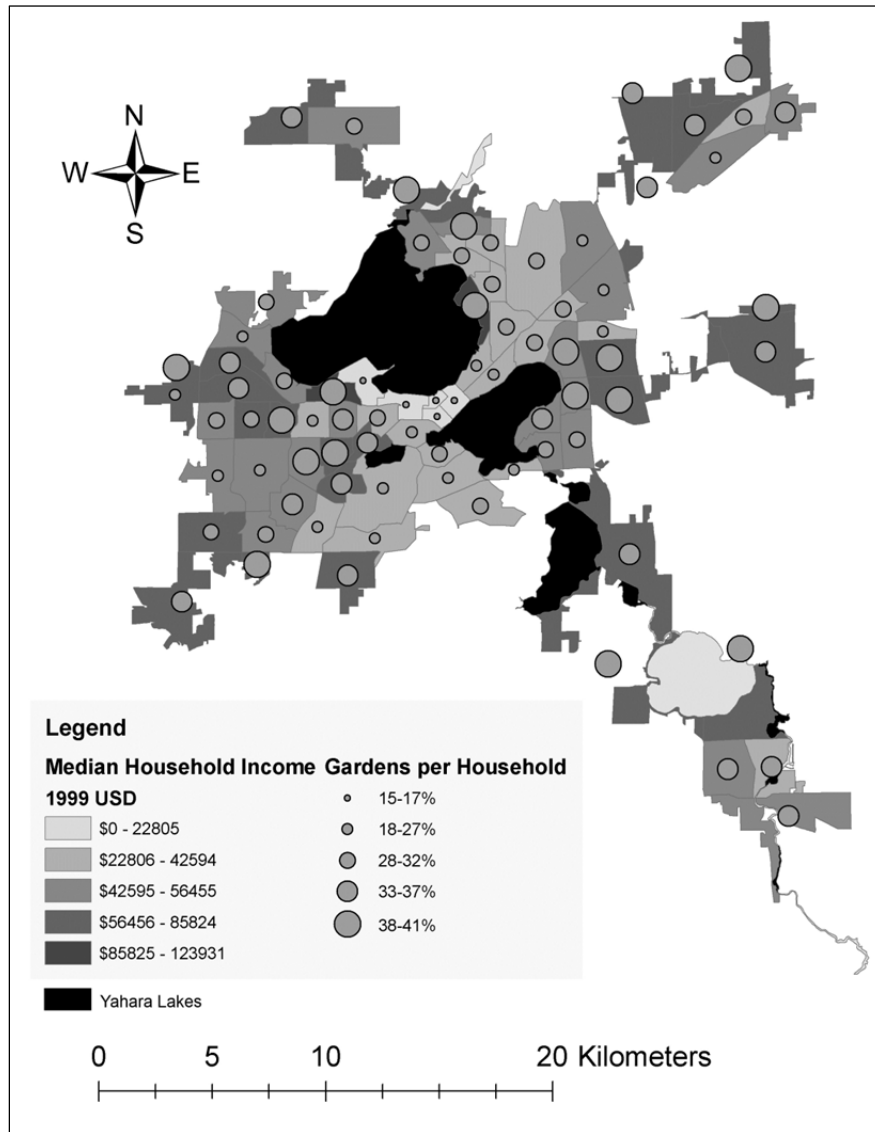 N
W E
S
Legend
Median Household Income Gardens per Household
1999 USD
$0 - 22805
$22806 - 42594
$42595 - 56455
$56456 - 85824
$85825 - 123931
15-17%
18-27%
28-32%
33-37%
38-41%
Yahara Lakes
0 5 10 20 Kilometers